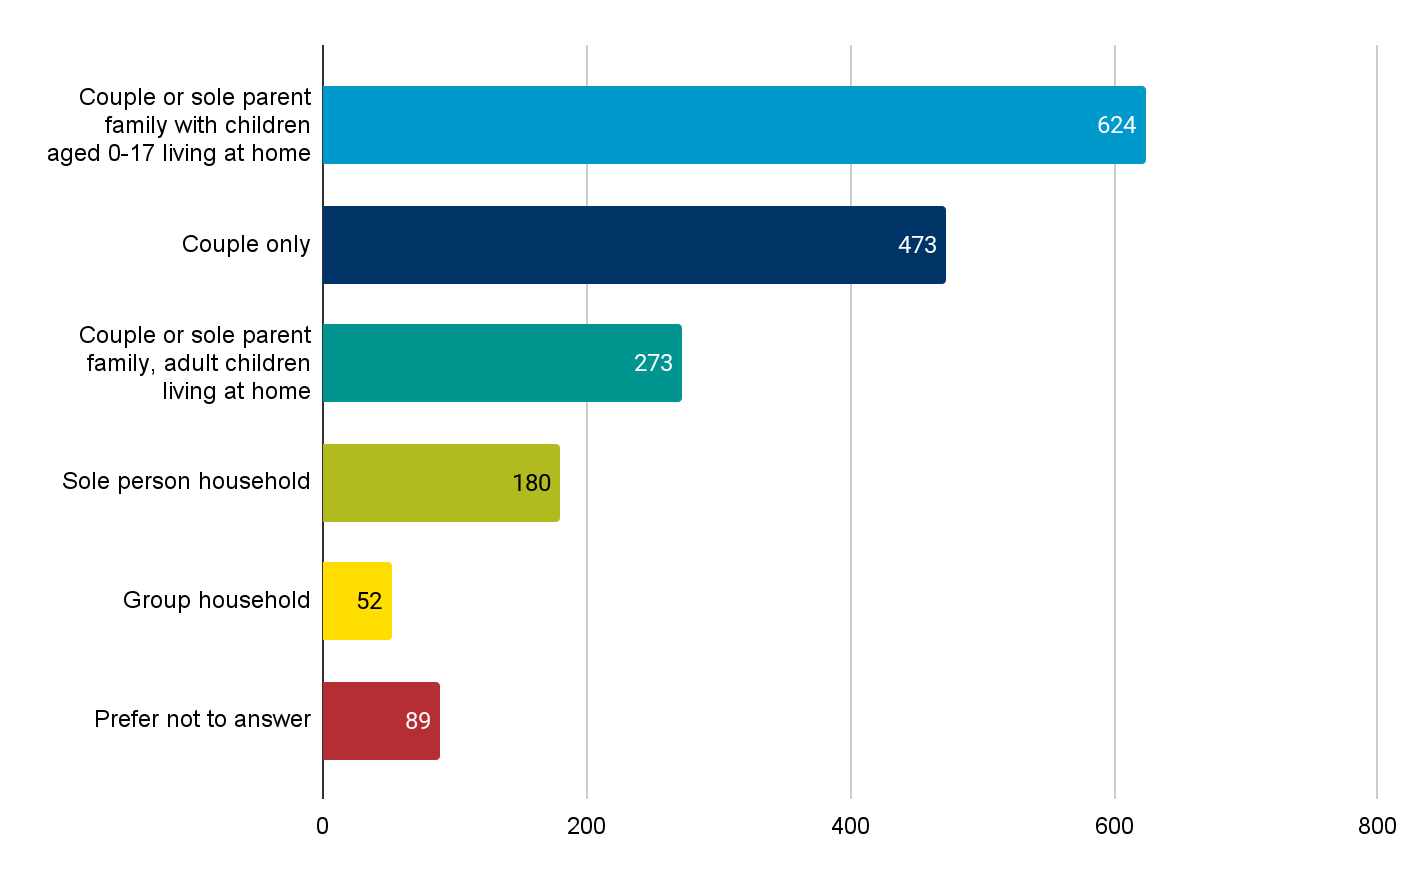 Couple or sole parent
family with children
aged 0-17 living at home
624
Couple only
473
Couple or sole parent
family, adult children
living at home
273
Sole person household
180
Group household
52
Prefer not to answer
89
0
200
400
600
800